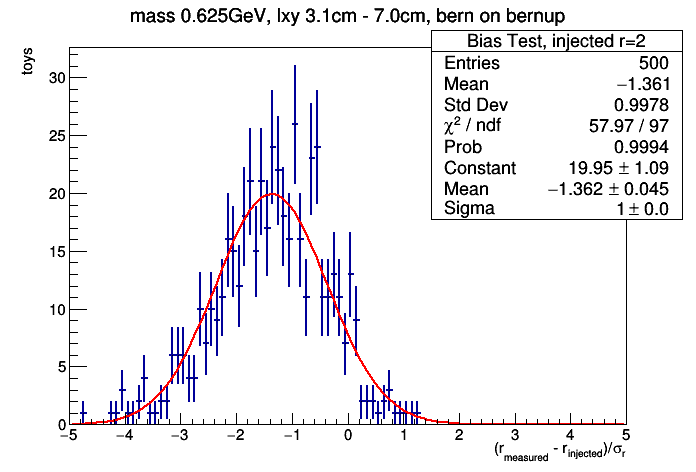 mass 0.625GeV, lxy 3.1cm - 7.0cm, bern on bernup
Bias Test, injected r=2
Entries 500
Mean −1.361
Std Dev 0.9978
χ² / ndf 57.97 / 97
Prob 0.9994
Constant 19.95 ± 1.09
Mean −1.362 ± 0.045
Sigma 1 ± 0.0
toys
30
25
20
15
10
5
0
−5 −4 −3 −2 −1 0 1 2 3 4 5
(r_measured - r_injected)/σ_r